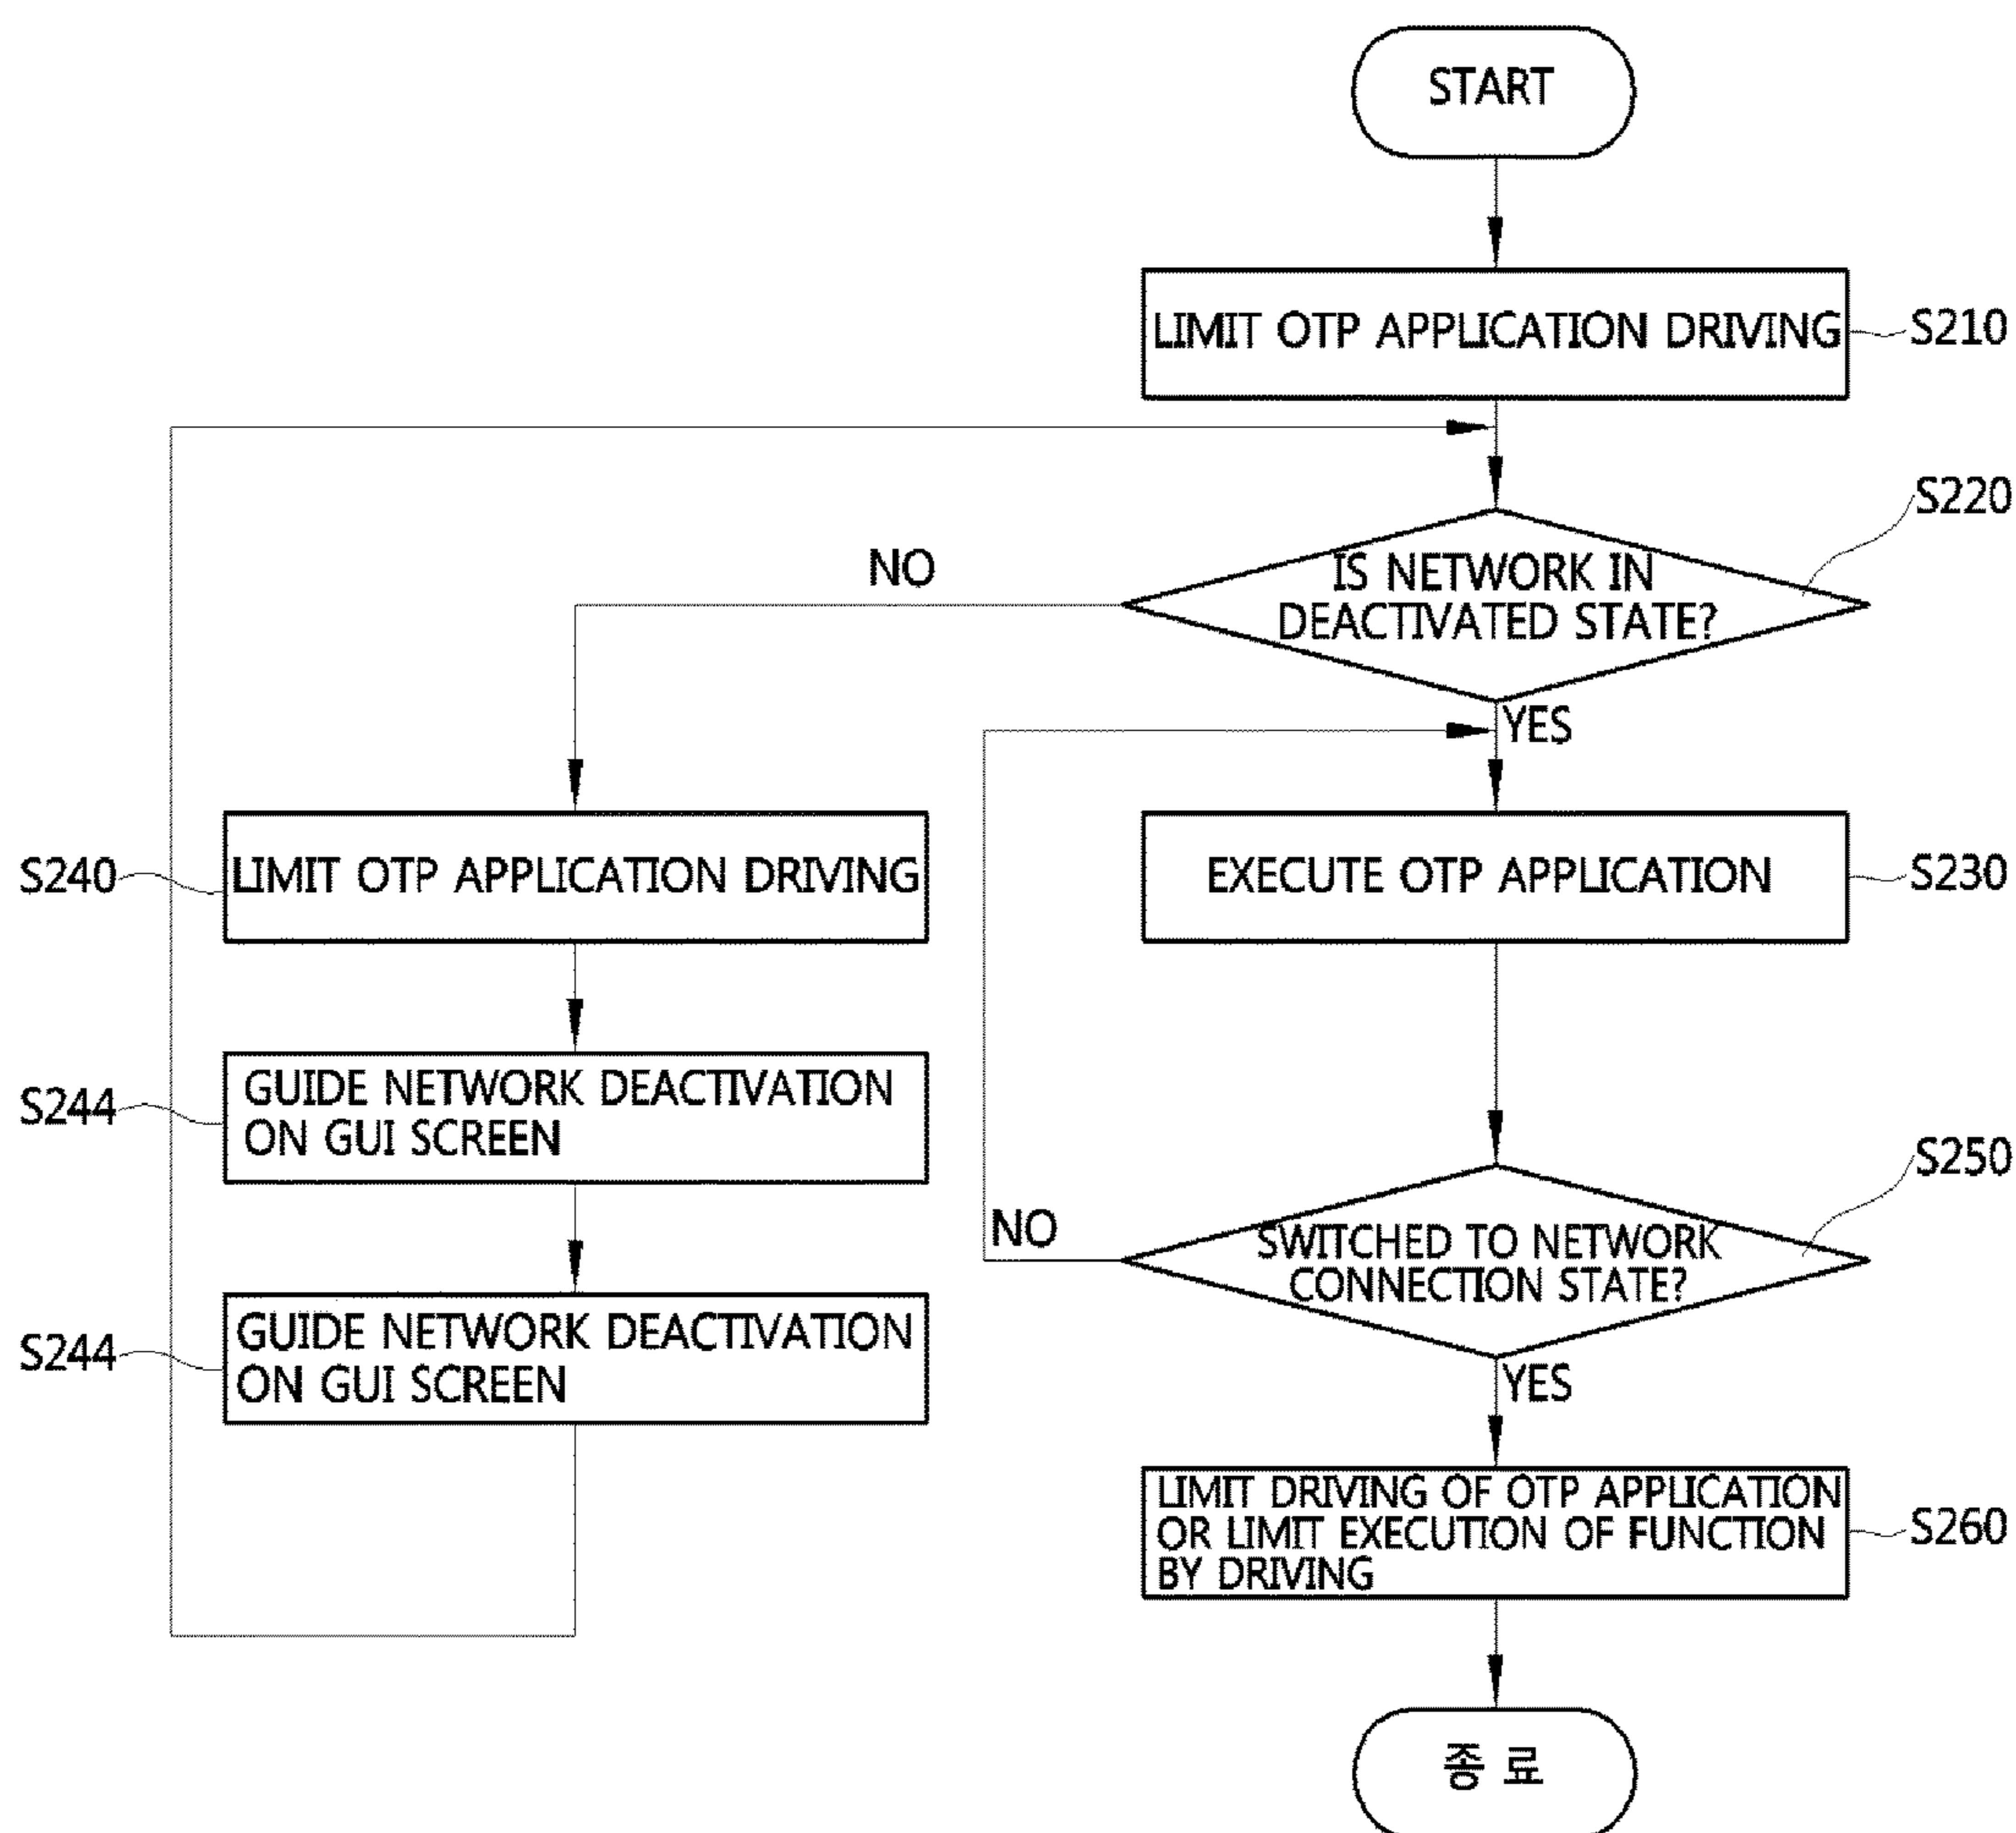 START
LIMIT OTP APPLICATION DRIVING
S210
S220
IS NETWORK IN
DEACTIVATED STATE?
NO
YES
S240
LIMIT OTP APPLICATION DRIVING
EXECUTE OTP APPLICATION
S230
S244
GUIDE NETWORK DEACTIVATION
ON GUI SCREEN
S250
SWITCHED TO NETWORK
CONNECTION STATE?
NO
YES
S244
GUIDE NETWORK DEACTIVATION
ON GUI SCREEN
LIMIT DRIVING OF OTP APPLICATION
OR LIMIT EXECUTION OF FUNCTION
BY DRIVING
S260
종 료